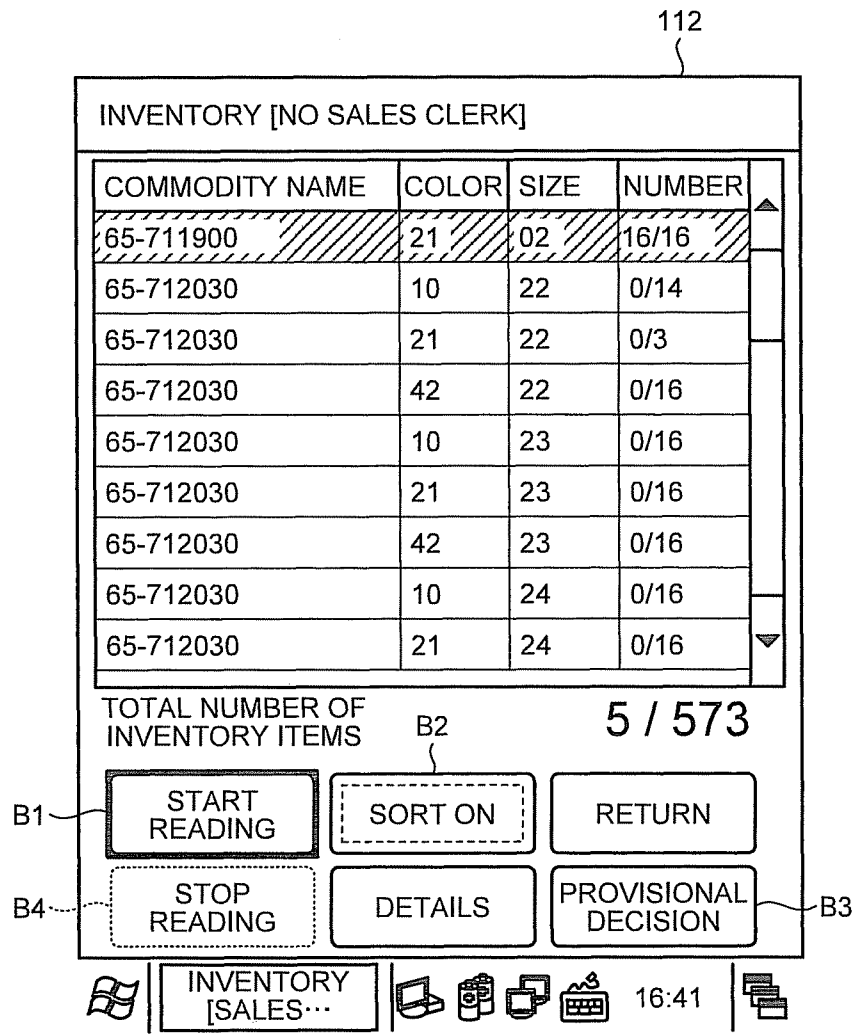 112
INVENTORY [NO SALES CLERK]
COMMODITY NAME COLOR SIZE NUMBER
65-711900 21 02 16/16
65-712030 10 22 0/14
65-712030 21 22 0/3
65-712030 42 22 0/16
65-712030 10 23 0/16
65-712030 21 23 0/16
65-712030 42 23 0/16
65-712030 10 24 0/16
65-712030 21 24 0/16
TOTAL NUMBER OF
INVENTORY ITEMS
5 / 573
B2
B1
START
READING
SORT ON
RETURN
B4
STOP
READING
DETAILS
PROVISIONAL
DECISION
B3
INVENTORY
[SALES···
16:41